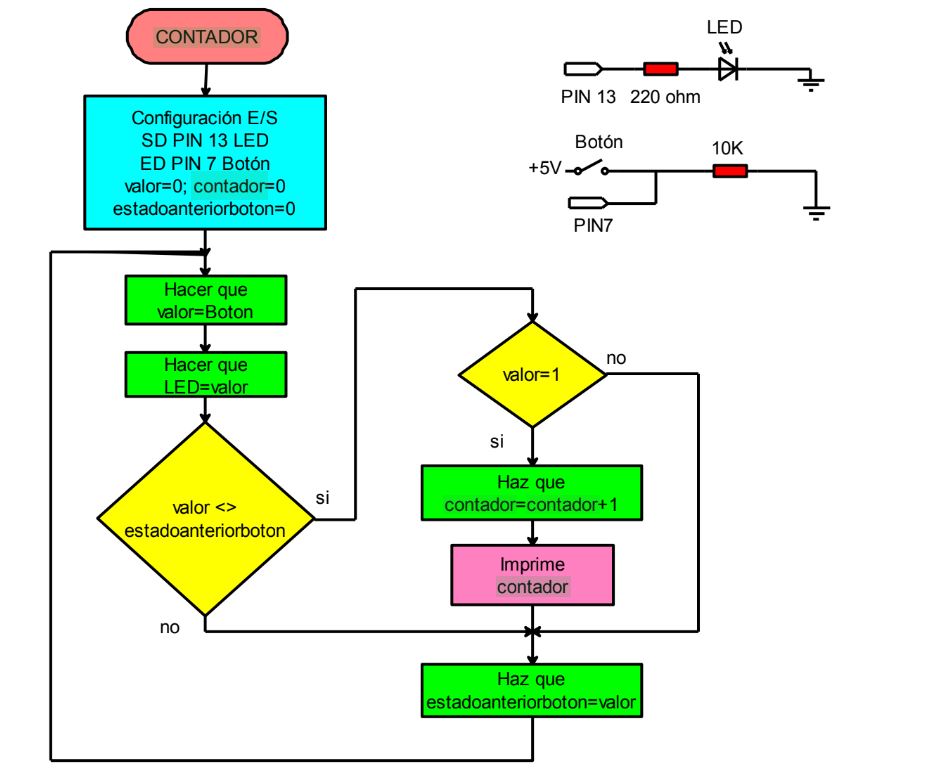 CONTADOR
Configuración E/S
SD PIN 13 LED
ED PIN 7 Botón
valor=0; contador=0
estadoanteriorboton=0
Hacer que
valor=Boton
Hacer que
LED=valor
valor <>
estadoanteriorboton
si
no
valor=1
no
si
Haz que
contador=contador+1
Imprime
contador
Haz que
estadoanteriorboton=valor
LED
PIN 13
220 ohm
Botón
+5V
10K
PIN7